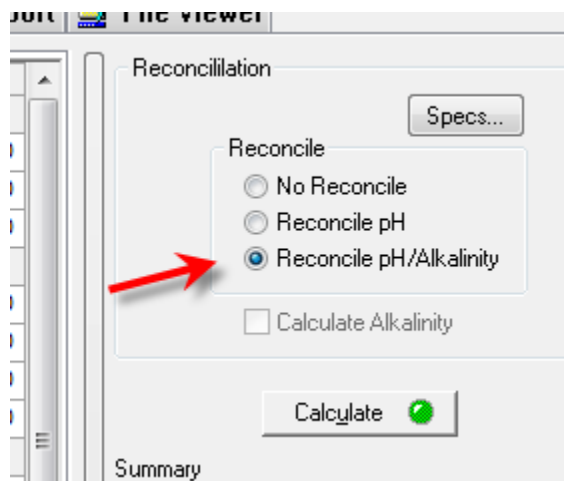 File Viewer
Reconcililation
Specs...
Reconcile
No Reconcile
Reconcile pH
Reconcile pH/Alkalinity
Calculate Alkalinity
Calculate
Summary